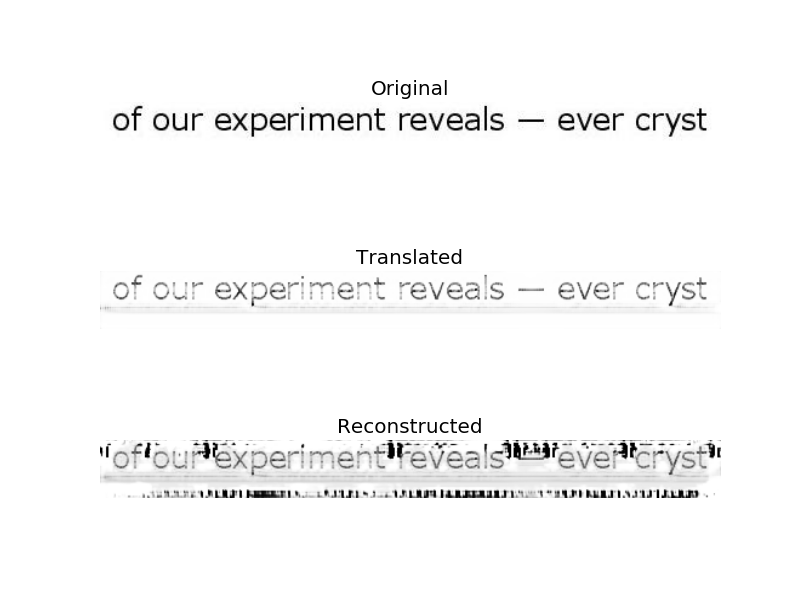 Original
of our experiment reveals — ever cryst
Translated
of our experiment reveals — ever cryst
Reconstructed
of our experiment reveals — ever cryst